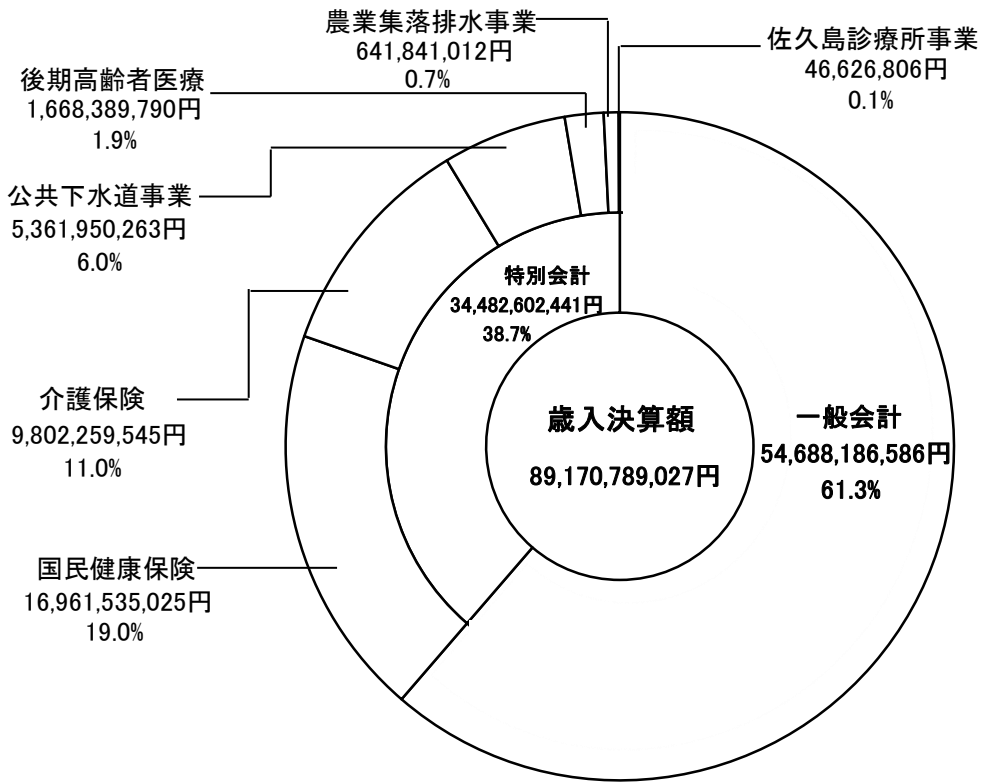 農業集落排水事業
641,841,012円
0.7%
佐久島診療所事業
46,626,806円
0.1%
後期高齢者医療
1,668,389,790円
1.9%
公共下水道事業
5,361,950,263円
6.0%
特別会計
34,482,602,441円
38.7%
介護保険
9,802,259,545円
11.0%
歳入決算額
89,170,789,027円
一般会計
54,688,186,586円
61.3%
国民健康保険
16,961,535,025円
19.0%